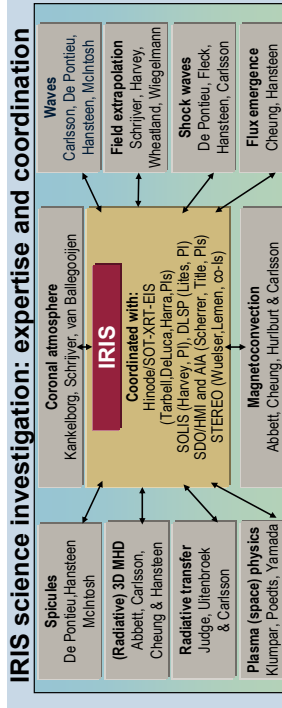 IRIS science investigation: expertise and coordination
Spicules
De Pontieu,Hansteen
McIntosh
(Radiative) 3D MHD
Abbett, Carlsson,
Cheung & Hansteen
Radiative transfer
Judge, Uitenbroek
& Carlsson
Plasma (space) physics
Klumpar, Poedts, Yamada
Coronal atmosphere
Kankelborg, Schrijver, van Ballegooijen
IRIS
Coordinated with:
Hinode/SOT-XRT-EIS
(Tarbell,DeLuca,Harra,PIs)
SOLIS (Harvey, PI), DLSP (Lites, PI)
SDO/HMI and AIA (Scherrer, Title, PIs)
STEREO (Wuelser,Lemen, co-Is)
Magnetoconvection
Abbett, Cheung, Hurlburt & Carlsson
Waves
Carlsson, De Pontieu,
Hansteen, McIntosh
Field extrapolation
Schrijver, Harvey,
Wheatland, Wiegelmann
Shock waves
De Pontieu, Fleck,
Hansteen, Carlsson
Flux emergence
Cheung, Hansteen